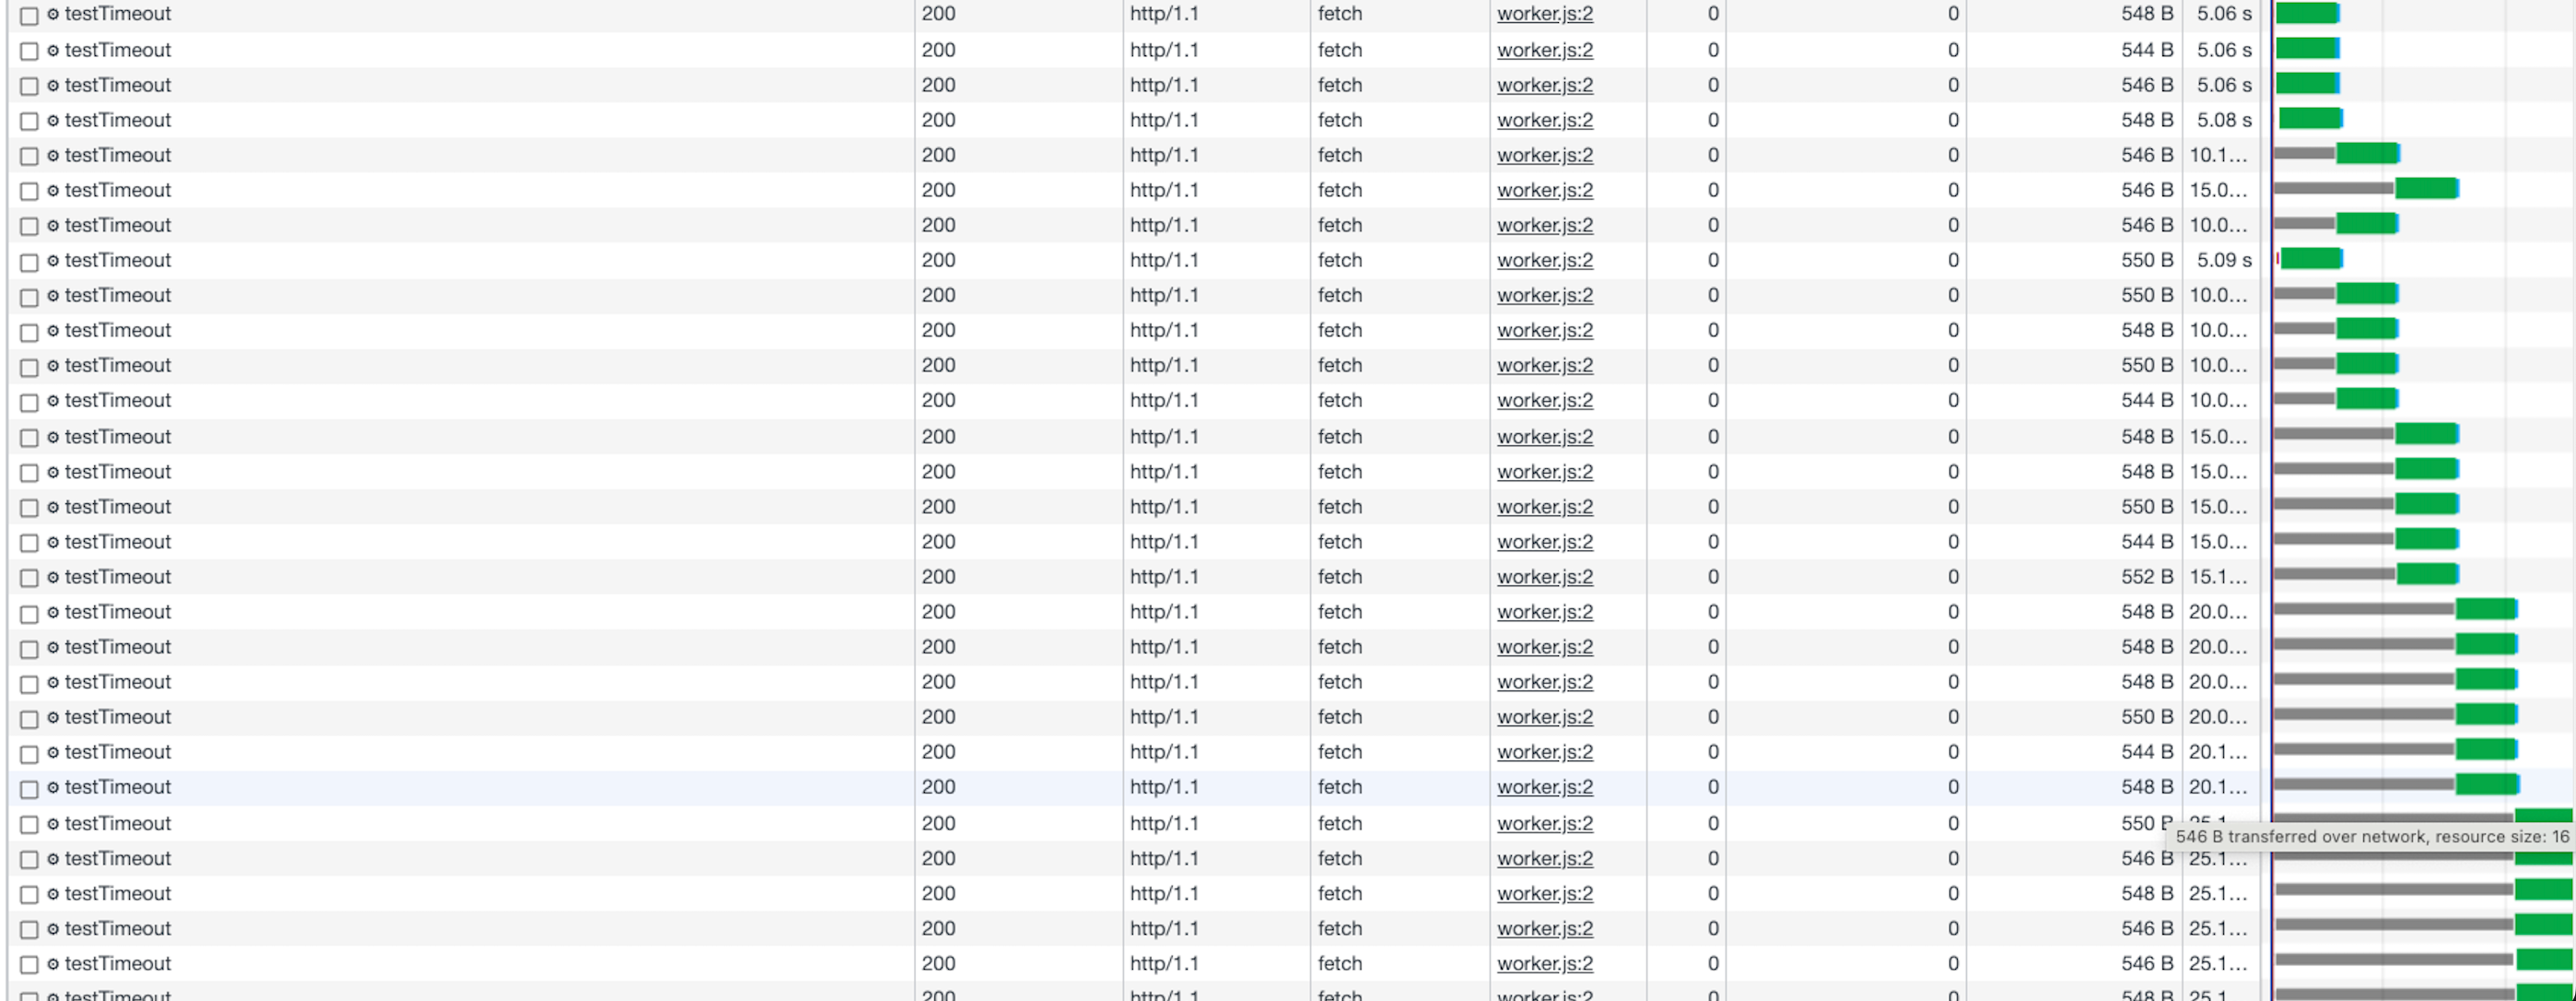 testTimeout 200 http/1.1 fetch worker.js:2 0 0 548 B 5.06 s
testTimeout 200 http/1.1 fetch worker.js:2 0 0 544 B 5.06 s
testTimeout 200 http/1.1 fetch worker.js:2 0 0 546 B 5.06 s
testTimeout 200 http/1.1 fetch worker.js:2 0 0 548 B 5.08 s
testTimeout 200 http/1.1 fetch worker.js:2 0 0 546 B 10.1...
testTimeout 200 http/1.1 fetch worker.js:2 0 0 546 B 15.0...
testTimeout 200 http/1.1 fetch worker.js:2 0 0 546 B 10.0...
testTimeout 200 http/1.1 fetch worker.js:2 0 0 550 B 5.09 s
testTimeout 200 http/1.1 fetch worker.js:2 0 0 550 B 10.0...
testTimeout 200 http/1.1 fetch worker.js:2 0 0 548 B 10.0...
testTimeout 200 http/1.1 fetch worker.js:2 0 0 550 B 10.0...
testTimeout 200 http/1.1 fetch worker.js:2 0 0 544 B 10.0...
testTimeout 200 http/1.1 fetch worker.js:2 0 0 548 B 15.0...
testTimeout 200 http/1.1 fetch worker.js:2 0 0 548 B 15.0...
testTimeout 200 http/1.1 fetch worker.js:2 0 0 550 B 15.0...
testTimeout 200 http/1.1 fetch worker.js:2 0 0 544 B 15.0...
testTimeout 200 http/1.1 fetch worker.js:2 0 0 552 B 15.1...
testTimeout 200 http/1.1 fetch worker.js:2 0 0 548 B 20.0...
testTimeout 200 http/1.1 fetch worker.js:2 0 0 548 B 20.0...
testTimeout 200 http/1.1 fetch worker.js:2 0 0 548 B 20.0...
testTimeout 200 http/1.1 fetch worker.js:2 0 0 550 B 20.0...
testTimeout 200 http/1.1 fetch worker.js:2 0 0 544 B 20.1...
testTimeout 200 http/1.1 fetch worker.js:2 0 0 548 B 20.1...
testTimeout 200 http/1.1 fetch worker.js:2 0 0 550 B
546 B transferred over network, resource size: 16
testTimeout 200 http/1.1 fetch worker.js:2 0 0 546 B 25.1...
testTimeout 200 http/1.1 fetch worker.js:2 0 0 548 B 25.1...
testTimeout 200 http/1.1 fetch worker.js:2 0 0 546 B 25.1...
testTimeout 200 http/1.1 fetch worker.js:2 0 0 546 B 25.1...
testTimeout 200 http/1.1 fetch worker.js:2 0 0 548 B 25.1